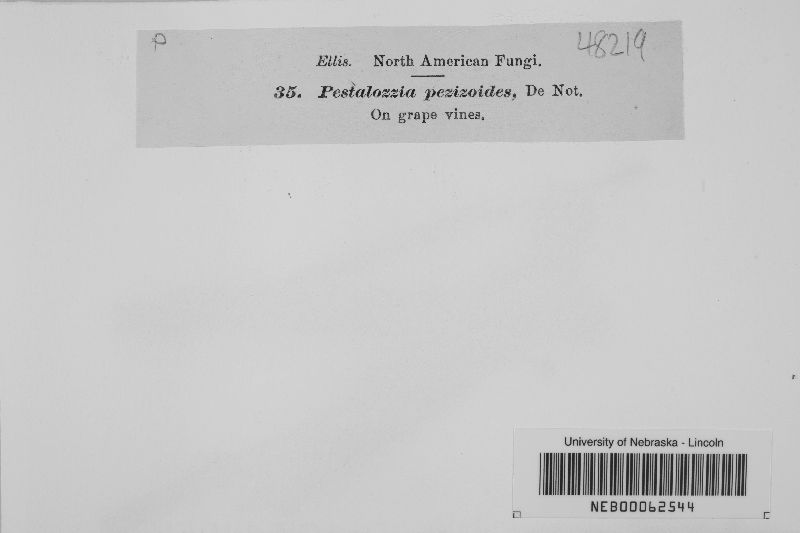 P
48219
Ellis. North American Fungi.
35. Pestalozzia pezizoides, De Not.
On grape vines.
University of Nebraska - Lincoln
NEB00062544